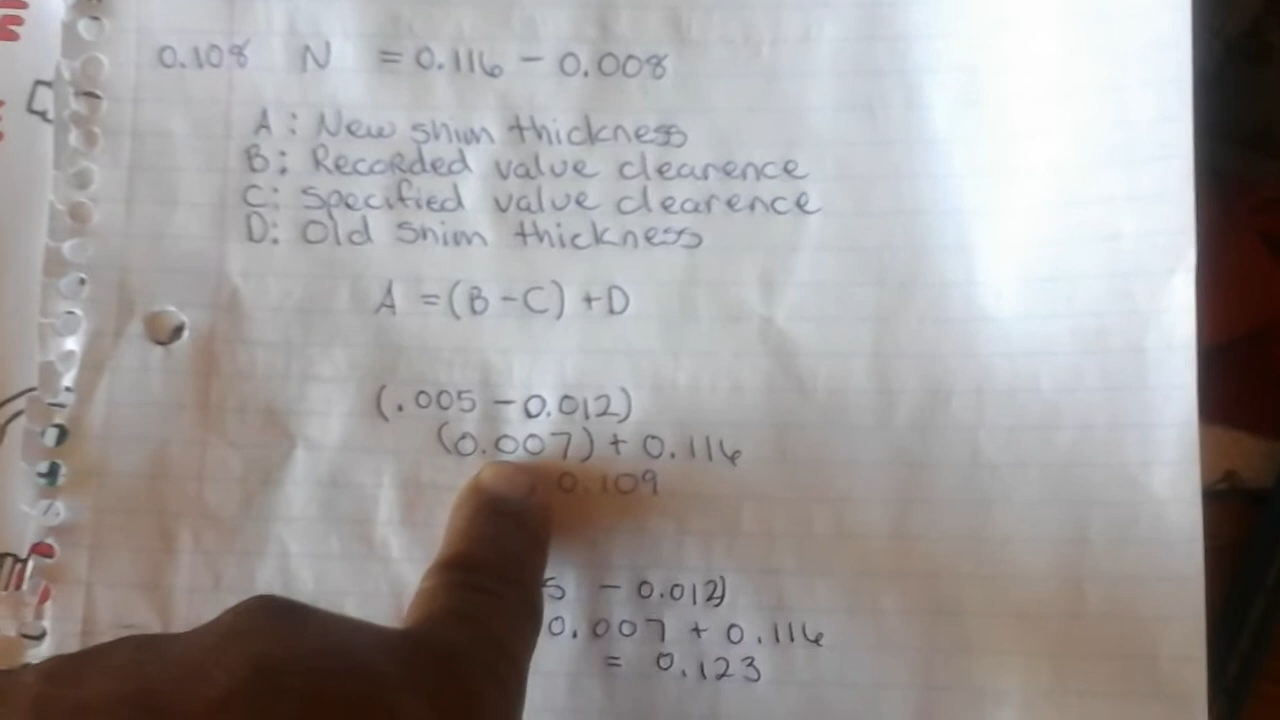 0.108 N = 0.116 - 0.008
A: New shim thickness
B: Recorded value clearence
C: specified value clearence
D: Old shim thickness
A = (B - C) + D
(.005 - 0.012)
(0.007) + 0.116
0.109
5 - 0.012)
0.007 + 0.116
= 0.123